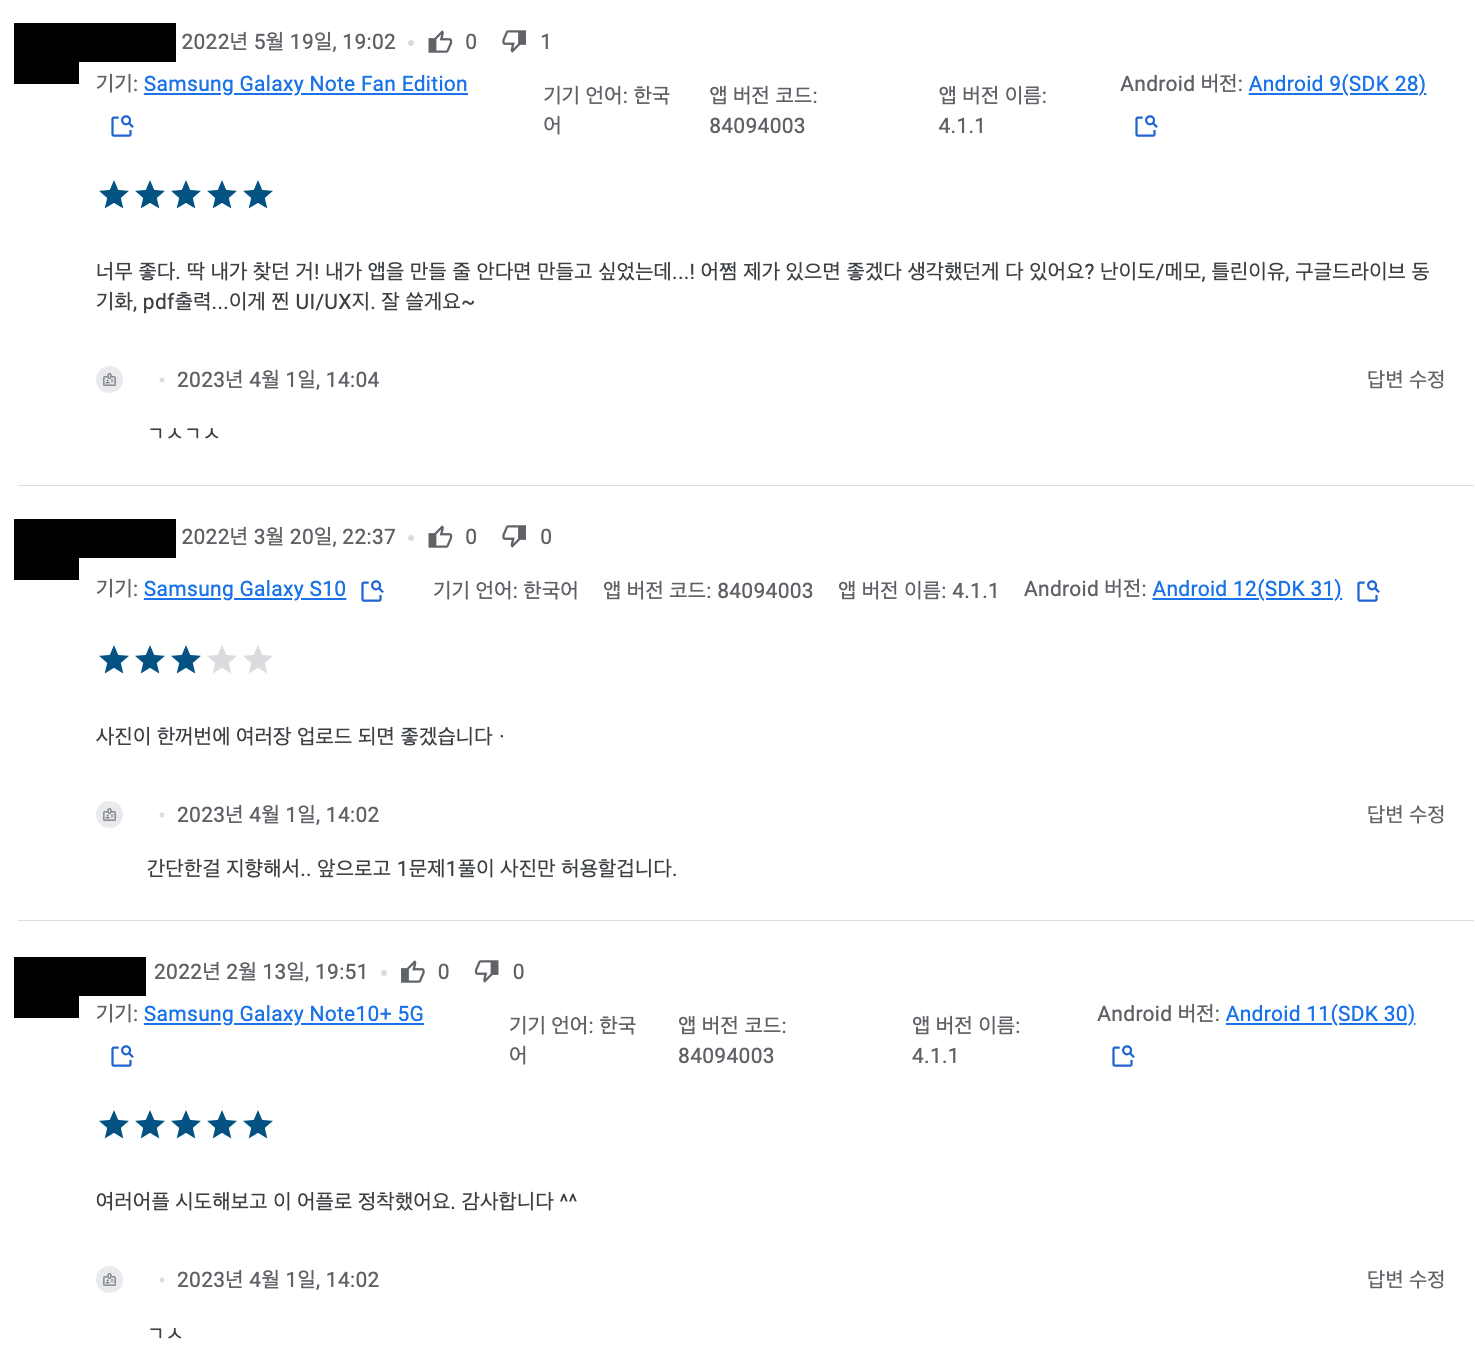 2022년 5월 19일, 19:02 • 0 1
기기: Samsung Galaxy Note Fan Edition
기기 언어: 한국어
앱 버전 코드: 84094003
앱 버전 이름: 4.1.1
Android 버전: Android 9(SDK 28)
너무 좋다. 딱 내가 찾던 거! 내가 앱을 만들 줄 안다면 만들고 싶었는데...! 어쩜 제가 있으면 좋겠다 생각했던게 다 있어요? 난이도/메모, 틀린이유, 구글드라이브 동
기화, pdf출력...이게 찐 UI/UX지. 잘 쓸게요~
• 2023년 4월 1일, 14:04 답변 수정
ㄱㅅㄱㅅ
2022년 3월 20일, 22:37 • 0 0
기기: Samsung Galaxy S10 기기 언어: 한국어 앱 버전 코드: 84094003 앱 버전 이름: 4.1.1 Android 버전: Android 12(SDK 31)
사진이 한꺼번에 여러장 업로드 되면 좋겠습니다ㆍ
• 2023년 4월 1일, 14:02 답변 수정
간단한걸 지향해서.. 앞으로고 1문제1풀이 사진만 허용할겁니다.
2022년 2월 13일, 19:51 • 0 0
기기: Samsung Galaxy Note10+ 5G
기기 언어: 한국어
앱 버전 코드: 84094003
앱 버전 이름: 4.1.1
Android 버전: Android 11(SDK 30)
여러어플 시도해보고 이 어플로 정착했어요. 감사합니다 ^^
• 2023년 4월 1일, 14:02 답변 수정
ㄱㅅ